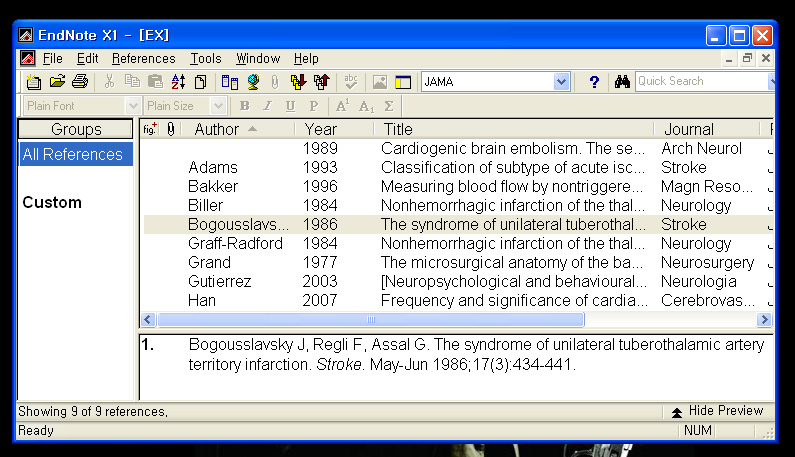 EndNote X1 - [EX]
File Edit References Tools Window Help
JAMA Quick Search
Plain Font Plain Size B I U P A¹ A₁ Σ
Groups
All References
Custom
Author Year Title Journal
1989 Cardiogenic brain embolism. The se... Arch Neurol
Adams 1993 Classification of subtype of acute isc... Stroke
Bakker 1996 Measuring blood flow by nontriggere... Magn Reso...
Biller 1984 Nonhemorrhagic infarction of the thal... Neurology
Bogousslavs... 1986 The syndrome of unilateral tuberothal... Stroke
Graff-Radford 1984 Nonhemorrhagic infarction of the thal... Neurology
Grand 1977 The microsurgical anatomy of the ba... Neurosurgery
Gutierrez 2003 [Neuropsychological and behavioural... Neurologia
Han 2007 Frequency and significance of cardia... Cerebrovas...
1. Bogousslavsky J, Regli F, Assal G. The syndrome of unilateral tuberothalamic artery
territory infarction. Stroke. May-Jun 1986;17(3):434-441.
Showing 9 of 9 references.
Hide Preview
Ready
NUM